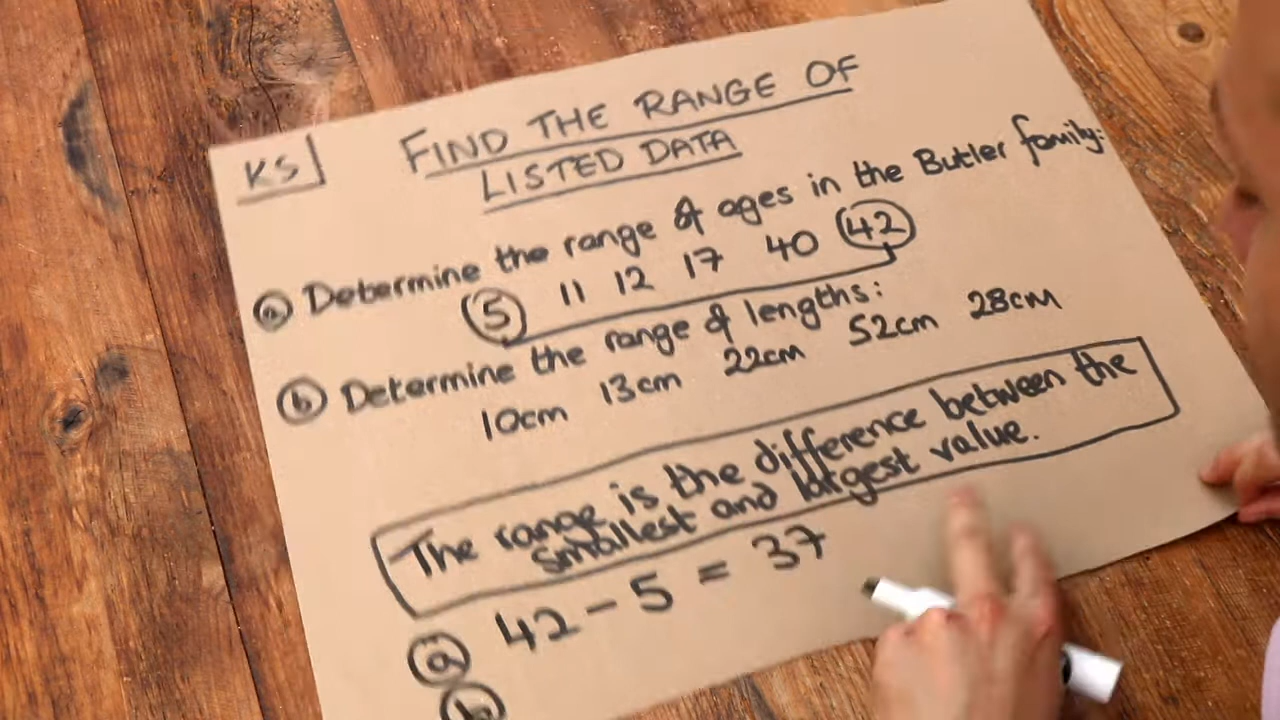 KS
FIND THE RANGE OF
LISTED DATA
(a) Determine the range of ages in the Butler family:
5 11 12 17 40 42
(b) Determine the range of lengths:
10cm 13cm 22cm 52cm 28cm
The range is the difference between the
smallest and largest value.
(a) 42 - 5 = 37
(b)